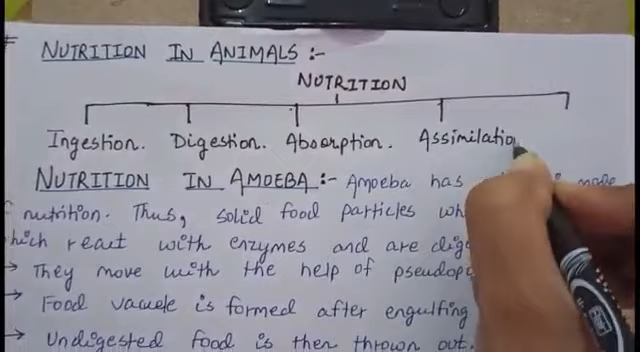 NUTRITION IN ANIMALS :-
NUTRITION
Ingestion. Digestion. Absorption. Assimilatio
NUTRITION IN AMOEBA :- Amoeba has
nutrition. Thus, solid food particles
which react with enzymes and are
→ They move with the help of
→ Food vacuole is formed after engulfing
→ Undigested food is then thrown out.